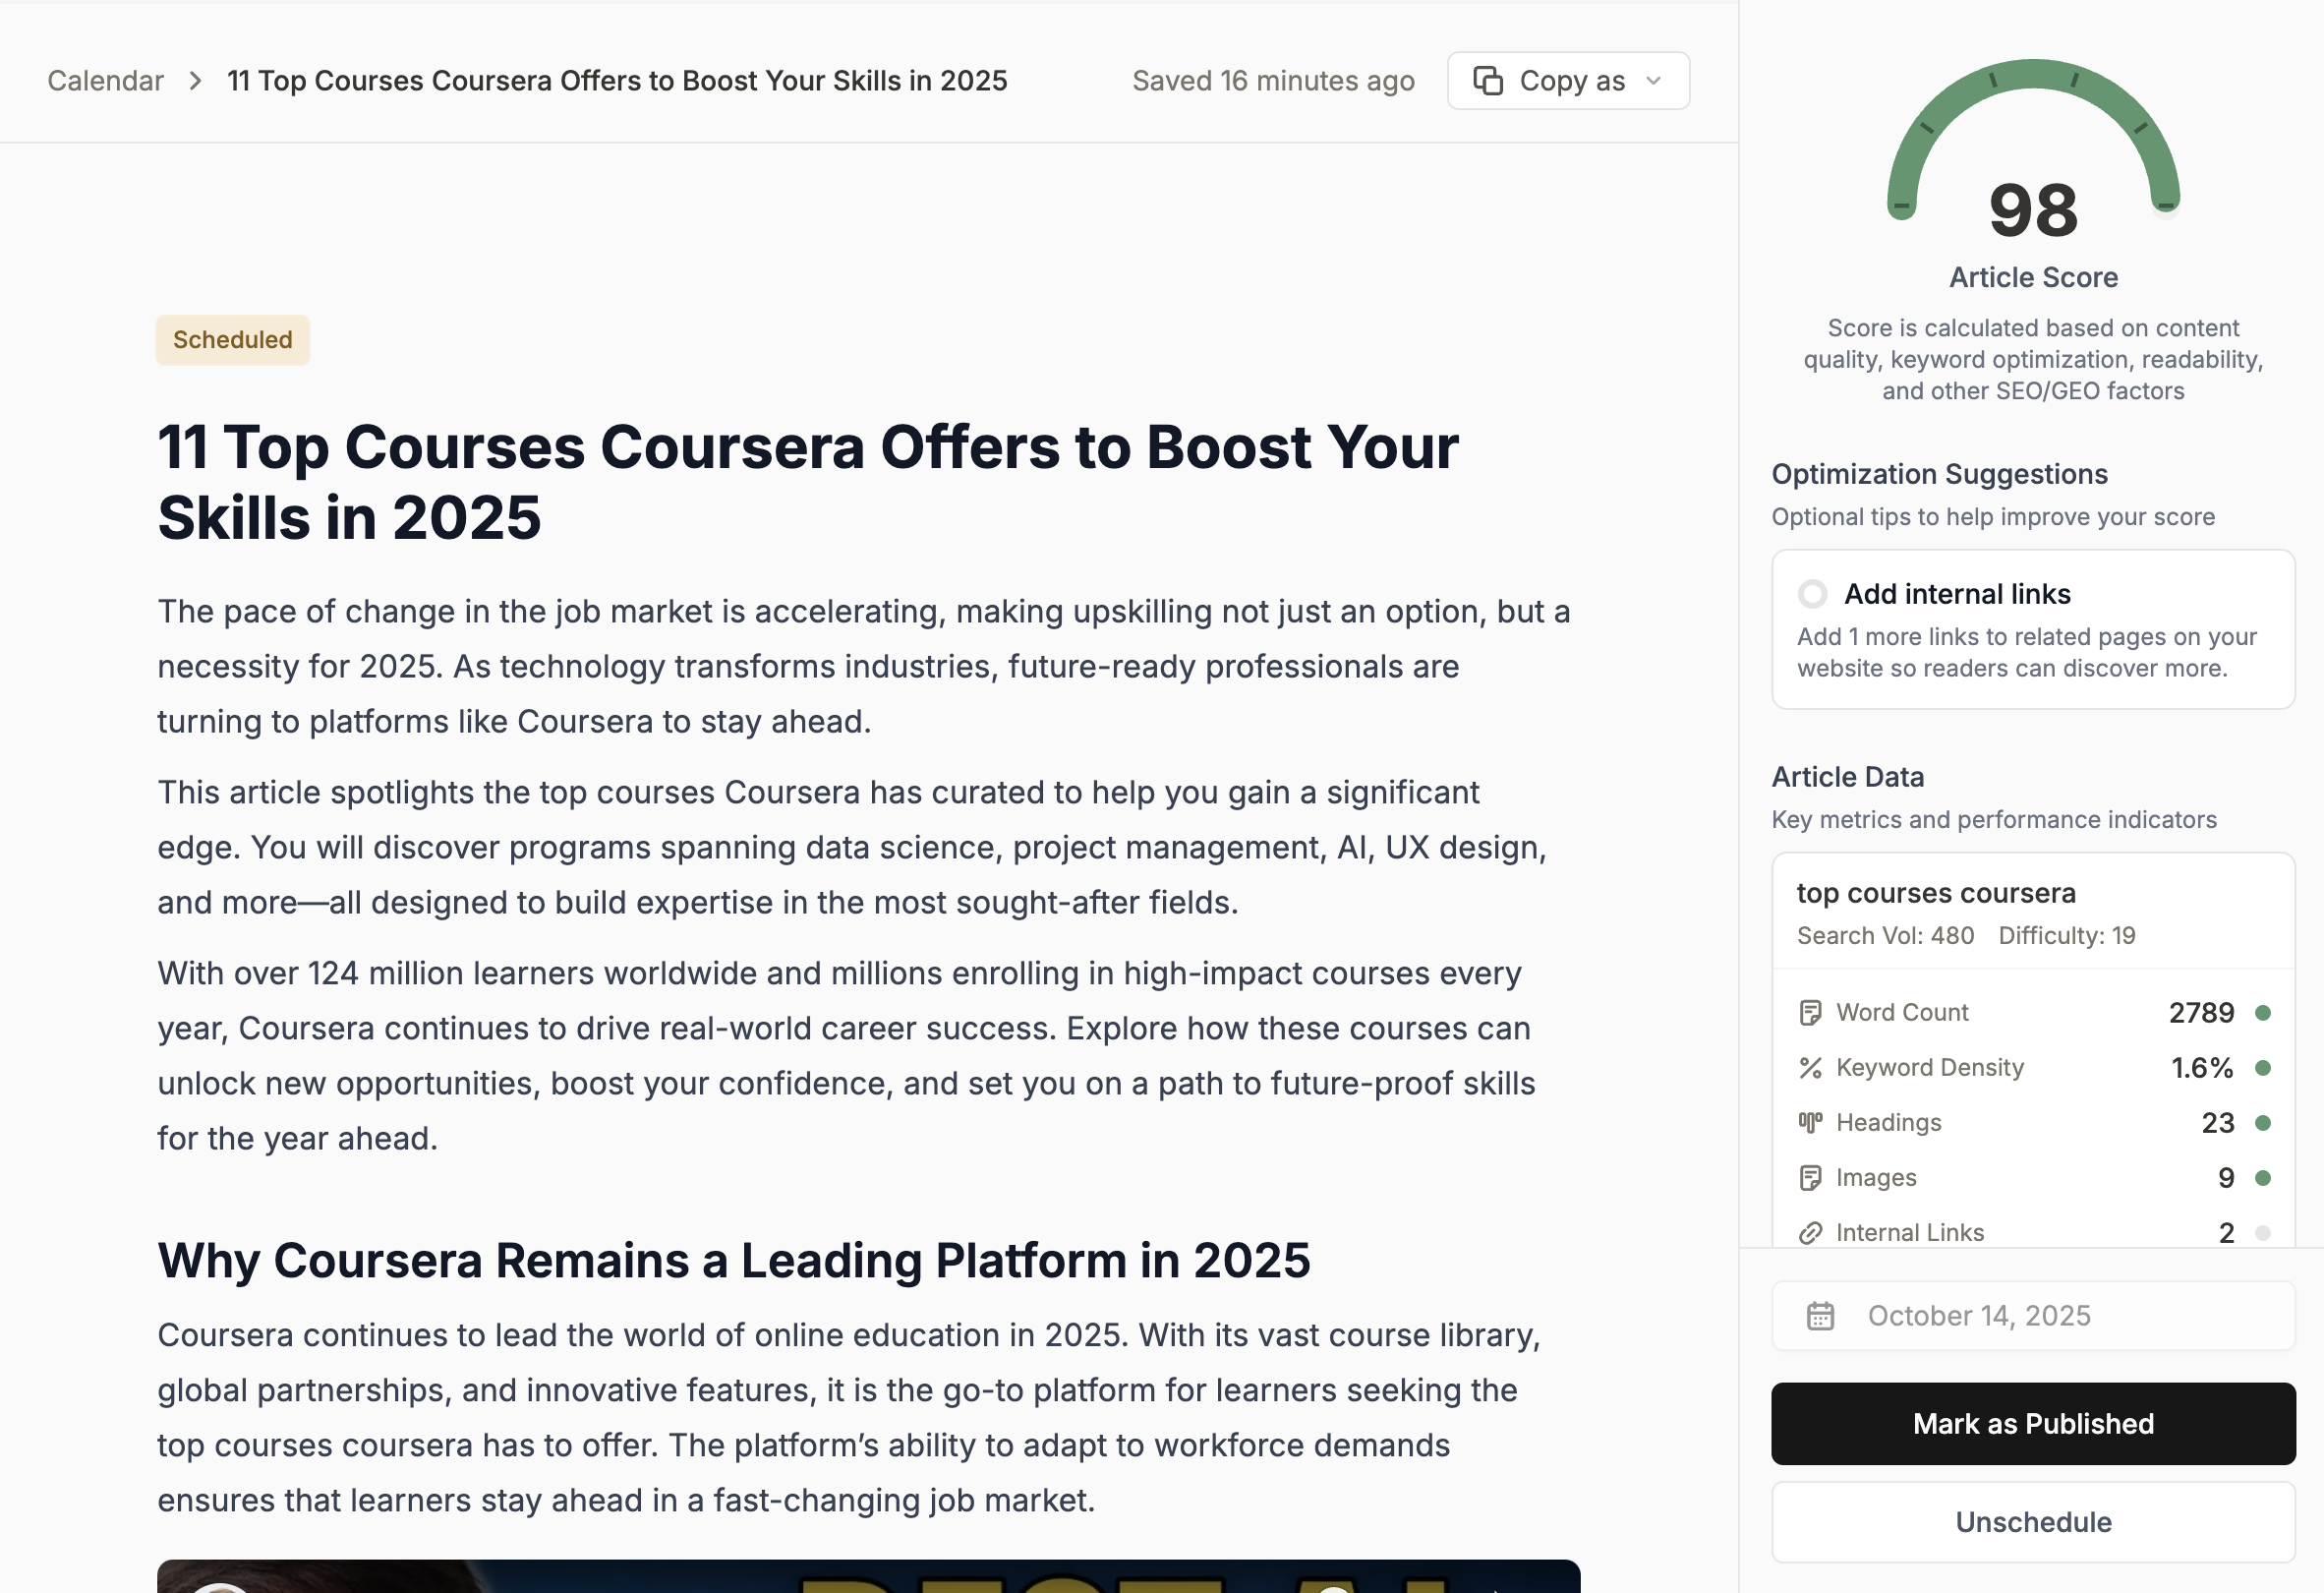 Calendar > 11 Top Courses Coursera Offers to Boost Your Skills in 2025
Saved 16 minutes ago
Copy as
Scheduled
11 Top Courses Coursera Offers to Boost Your
Skills in 2025
The pace of change in the job market is accelerating, making upskilling not just an option, but a
necessity for 2025. As technology transforms industries, future-ready professionals are
turning to platforms like Coursera to stay ahead.
This article spotlights the top courses Coursera has curated to help you gain a significant
edge. You will discover programs spanning data science, project management, AI, UX design,
and more—all designed to build expertise in the most sought-after fields.
With over 124 million learners worldwide and millions enrolling in high-impact courses every
year, Coursera continues to drive real-world career success. Explore how these courses can
unlock new opportunities, boost your confidence, and set you on a path to future-proof skills
for the year ahead.
Why Coursera Remains a Leading Platform in 2025
Coursera continues to lead the world of online education in 2025. With its vast course library,
global partnerships, and innovative features, it is the go-to platform for learners seeking the
top courses coursera has to offer. The platform’s ability to adapt to workforce demands
ensures that learners stay ahead in a fast-changing job market.
98
Article Score
Score is calculated based on content
quality, keyword optimization, readability,
and other SEO/GEO factors
Optimization Suggestions
Optional tips to help improve your score
Add internal links
Add 1 more links to related pages on your
website so readers can discover more.
Article Data
Key metrics and performance indicators
top courses coursera
Search Vol: 480 Difficulty: 19
Word Count 2789
Keyword Density 1.6%
Headings 23
Images 9
Internal Links 2
October 14, 2025
Mark as Published
Unschedule